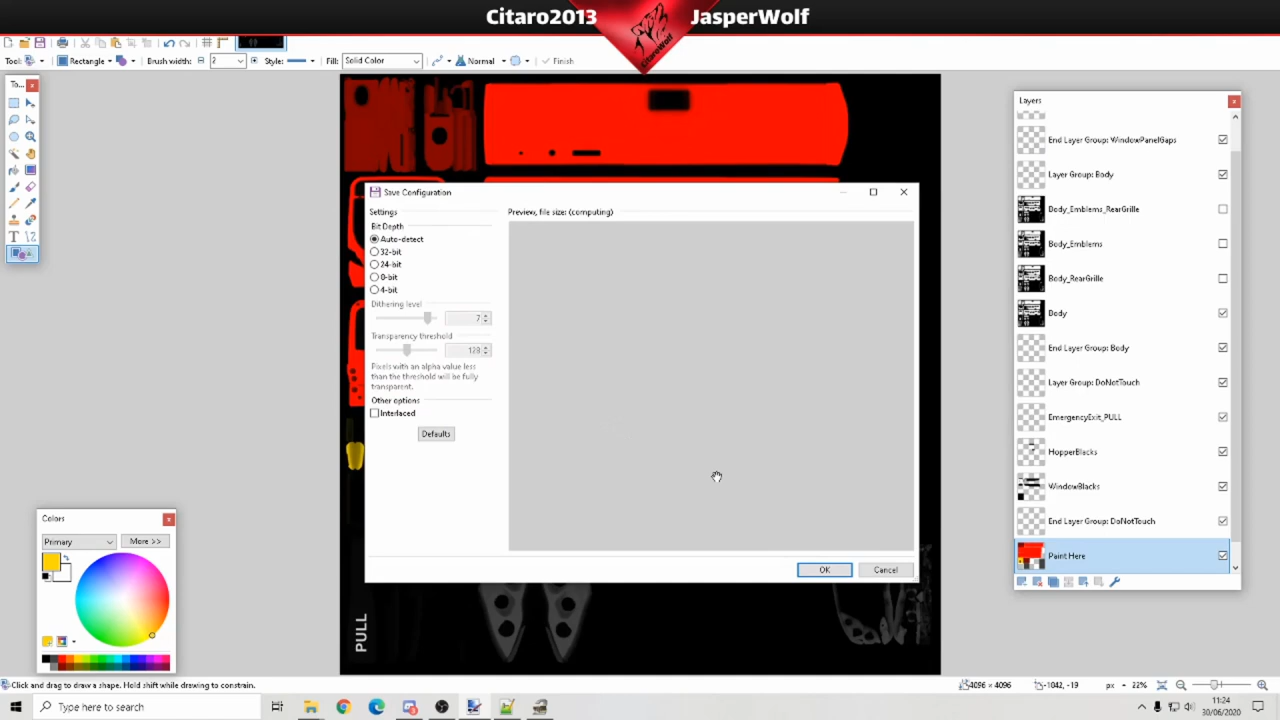 Citaro2013 JasperWolf
CitaroWolf
Tool: Rectangle Brush width: 2 Style: Fill: Solid Color Normal Finish
To...
Layers
End Layer Group: WindowPanelGaps
Layer Group: Body
Body_Emblems_RearGrille
Body_Emblems
Body_RearGrille
Body
End Layer Group: Body
Layer Group: DoNotTouch
EmergencyExit_PULL
HopperBlacks
WindowBlacks
End Layer Group: DoNotTouch
Paint Here
Save Configuration
Settings
Preview, file size: (computing)
Bit Depth
Auto-detect
32-bit
24-bit
8-bit
4-bit
Dithering level
7
Transparency threshold
128
Pixels with an alpha value less
than the threshold will be fully
transparent.
Other options
Interlaced
Defaults
OK Cancel
Colors
Primary More >>
PULL
Click and drag to draw a shape. Hold shift while drawing to constrain.
4096 × 4096 -1042, -19 px 22%
Type here to search
11:24
30/06/2020